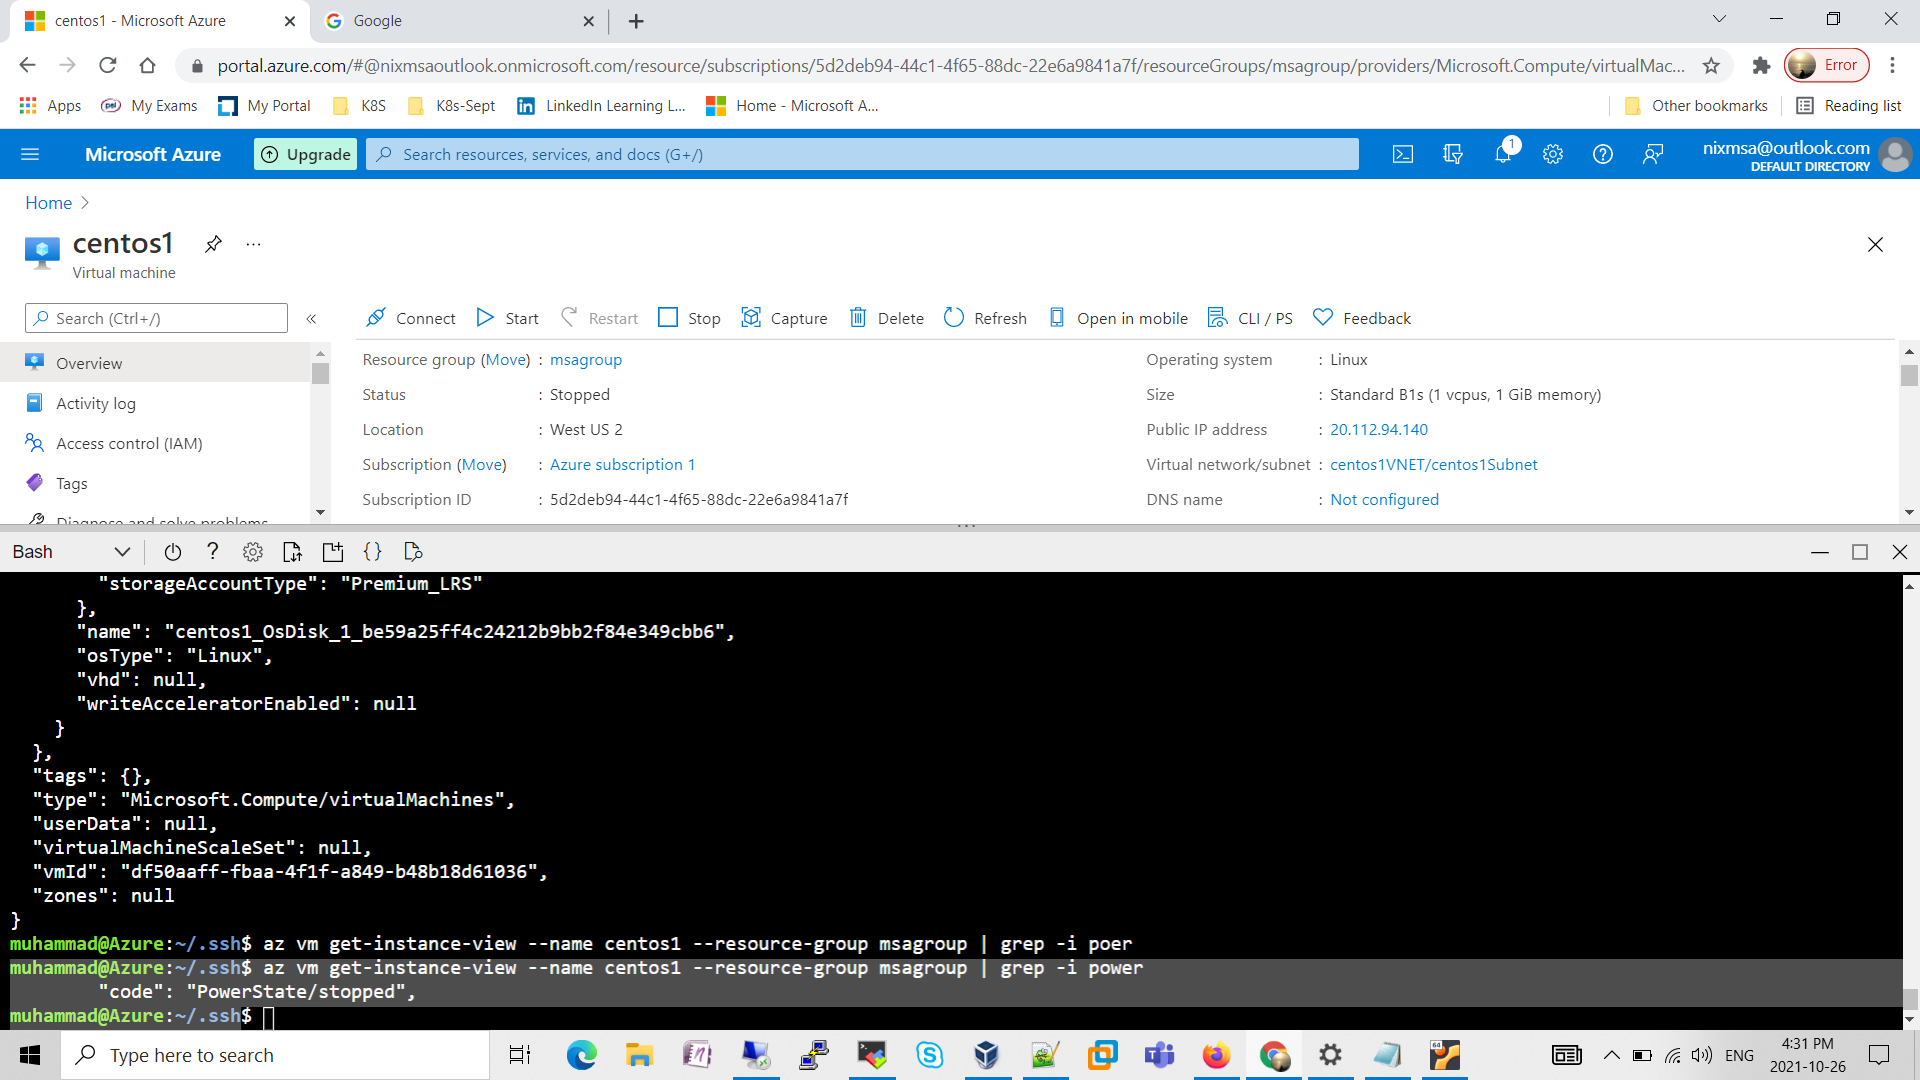 centos1 - Microsoft Azure
Google
portal.azure.com/#@nixmsaoutlook.onmicrosoft.com/resource/subscriptions/5d2deb94-44c1-4f65-88dc-22e6a9841a7f/resourceGroups/msagroup/providers/Microsoft.Compute/virtualMac...
Error
Apps
My Exams
My Portal
K8S
K8s-Sept
LinkedIn Learning L...
Home - Microsoft A...
Other bookmarks
Reading list
Microsoft Azure
Upgrade
Search resources, services, and docs (G+/)
1
nixmsa@outlook.com
DEFAULT DIRECTORY
Home >
centos1
...
Virtual machine
Search (Ctrl+/)
«
Connect
Start
Restart
Stop
Capture
Delete
Refresh
Open in mobile
CLI / PS
Feedback
Overview
Activity log
Access control (IAM)
Tags
Diagnose and solve problems
Resource group (Move) : msagroup
Status : Stopped
Location : West US 2
Subscription (Move) : Azure subscription 1
Subscription ID : 5d2deb94-44c1-4f65-88dc-22e6a9841a7f
Operating system : Linux
Size : Standard B1s (1 vcpus, 1 GiB memory)
Public IP address : 20.112.94.140
Virtual network/subnet : centos1VNET/centos1Subnet
DNS name : Not configured
Bash
?
{}
"storageAccountType": "Premium_LRS"
},
"name": "centos1_OsDisk_1_be59a25ff4c24212b9bb2f84e349cbb6",
"osType": "Linux",
"vhd": null,
"writeAcceleratorEnabled": null
}
},
"tags": {},
"type": "Microsoft.Compute/virtualMachines",
"userData": null,
"virtualMachineScaleSet": null,
"vmId": "df50aaff-fbaa-4f1f-a849-b48b18d61036",
"zones": null
}
muhammad@Azure:~/.ssh$ az vm get-instance-view --name centos1 --resource-group msagroup | grep -i poer
muhammad@Azure:~/.ssh$ az vm get-instance-view --name centos1 --resource-group msagroup | grep -i power
"code": "PowerState/stopped",
muhammad@Azure:~/.ssh$
Type here to search
ENG
4:31 PM
2021-10-26